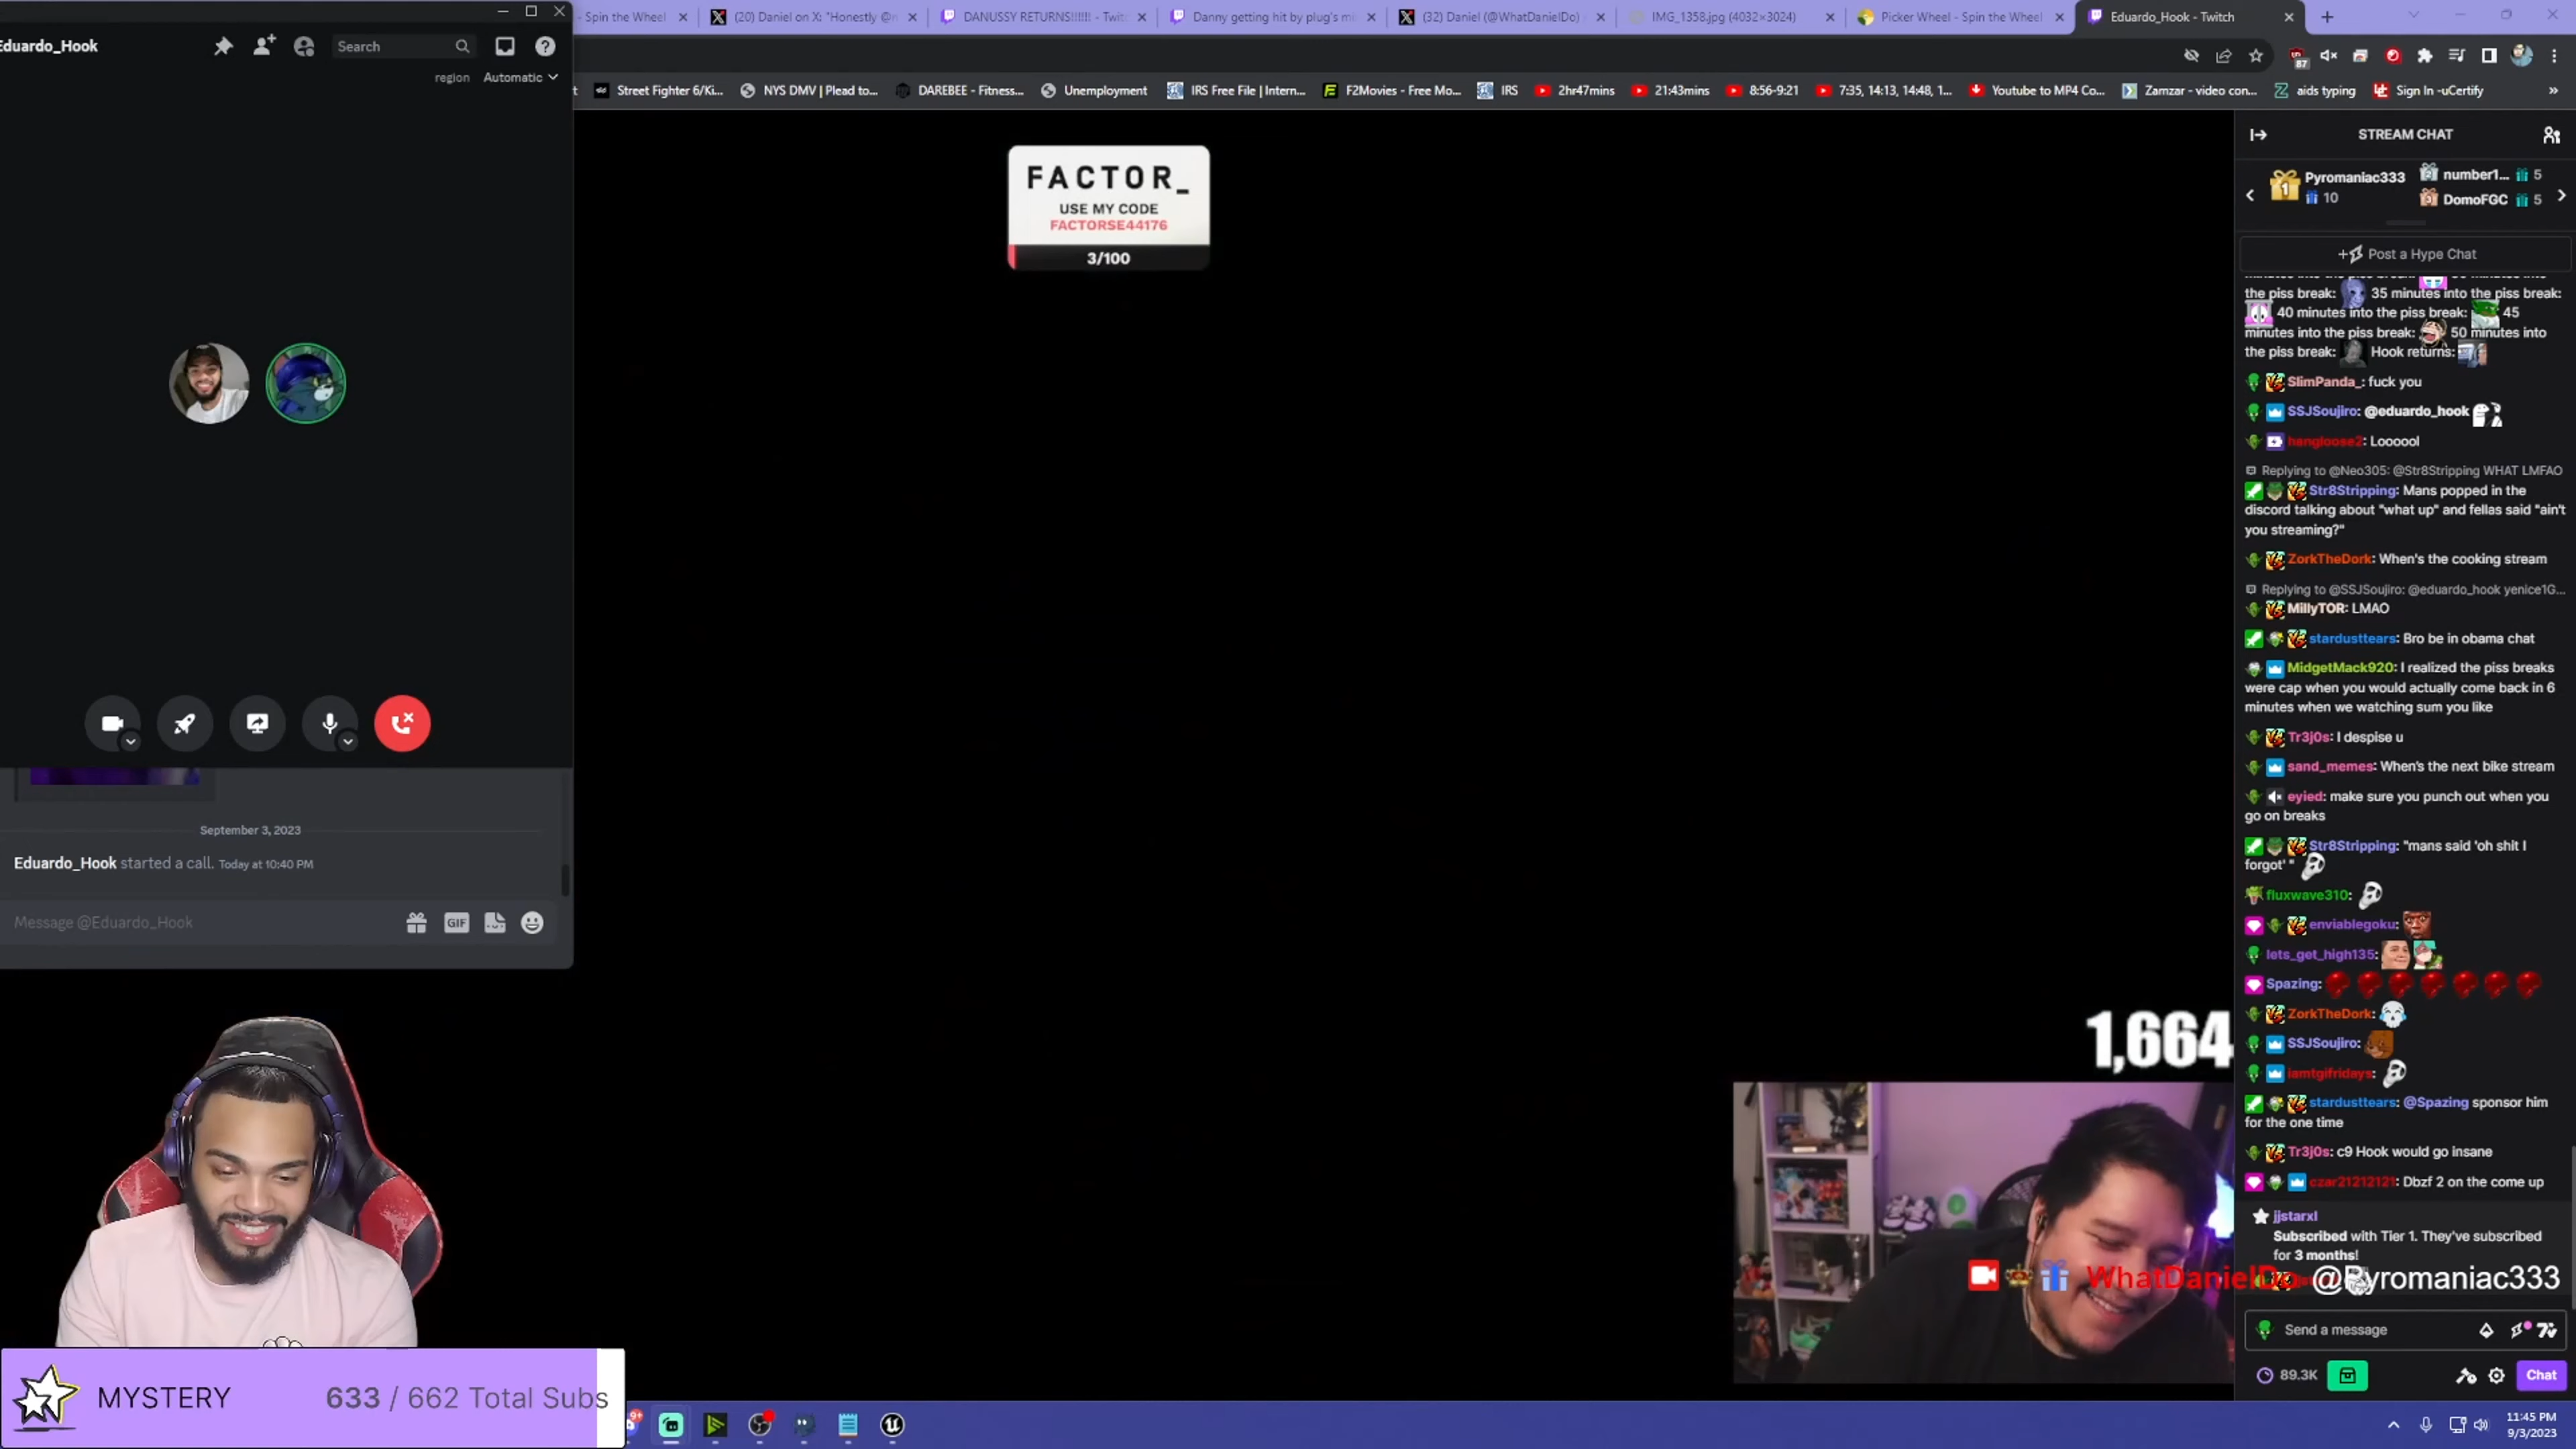 Eduardo_Hook
Search
region Automatic
September 3, 2023
Eduardo_Hook started a call. Today at 10:40 PM
Message @Eduardo_Hook
GIF
MYSTERY 633 / 662 Total Subs
- Spin the Wheel
(20) Daniel on X: "Honestly @n
DANUSSY RETURNS!!!!!! - Twitc
Danny getting hit by plug's mi
(32) Daniel (@WhatDanielDo)
IMG_1358.jpg (4032×3024)
Picker Wheel - Spin the Wheel
Eduardo_Hook - Twitch
87
Street Fighter 6/Ki...
NYS DMV | Plead to...
DAREBEE - Fitness...
Unemployment
IRS Free File | Intern...
F2Movies - Free Mo...
IRS
2hr47mins
21:43mins
8:56-9:21
7:35, 14:13, 14:48, 1...
Youtube to MP4 Co...
Zamzar - video con...
aids typing
Sign In -uCertify
FACTOR_
USE MY CODE
FACTORSE44176
3/100
1,664
WhatDanielDo @Pyromaniac333
STREAM CHAT
Pyromaniac333
10
number1... 5
DomoFGC 5
Post a Hype Chat
the piss break: 35 minutes into the piss break:
40 minutes into the piss break: 45
minutes into the piss break: 50 minutes into
the piss break: Hook returns:
SlimPanda_: fuck you
SSJSoujiro: @eduardo_hook
hangloose2: Loooool
Replying to @Neo305: @Str8Stripping WHAT LMFAO
Str8Stripping: Mans popped in the
discord talking about "what up" and fellas said "ain't
you streaming?"
ZorkTheDork: When's the cooking stream
Replying to @SSJSoujiro: @eduardo_hook yenice1G...
MillyTOR: LMAO
stardusttears: Bro be in obama chat
MidgetMack920: I realized the piss breaks
were cap when you would actually come back in 6
minutes when we watching sum you like
Tr3j0s: I despise u
sand_memes: When's the next bike stream
eyied: make sure you punch out when you
go on breaks
Str8Stripping: "mans said 'oh shit I
forgot' "
fluxwave310:
enviablegoku:
lets_get_high135:
Spazing:
ZorkTheDork:
SSJSoujiro:
iamtgifridays:
stardusttears: @Spazing sponsor him
for the one time
Tr3j0s: c9 Hook would go insane
czar21212121: Dbzf 2 on the come up
jjstarxl
Subscribed with Tier 1. They've subscribed
for 3 months!
Send a message
89.3K
Chat
9+
11:45 PM
9/3/2023